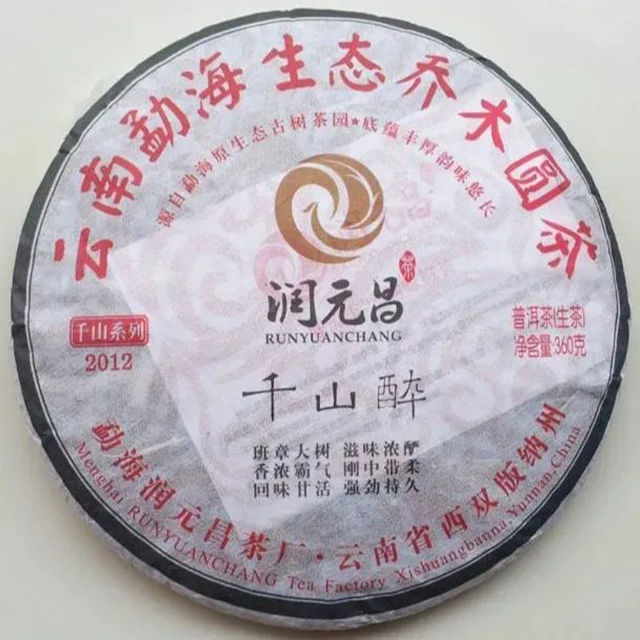 云南勐海生态乔木圆茶
源自勐海原生态古树茶园★底蕴丰厚韵味悠长
茶
润元昌
RUNYUANCHANG
千山系列
2012
普洱茶(生茶)
净含量:360克
千山醉
班章大树 滋味浓酽
香浓霸气 刚中带柔
回味甘活 强劲持久
勐海润元昌茶厂·云南省西双版纳州
Menghai RUNYUANCHANG Tea Factory Xishuangbanna, Yunnan, China